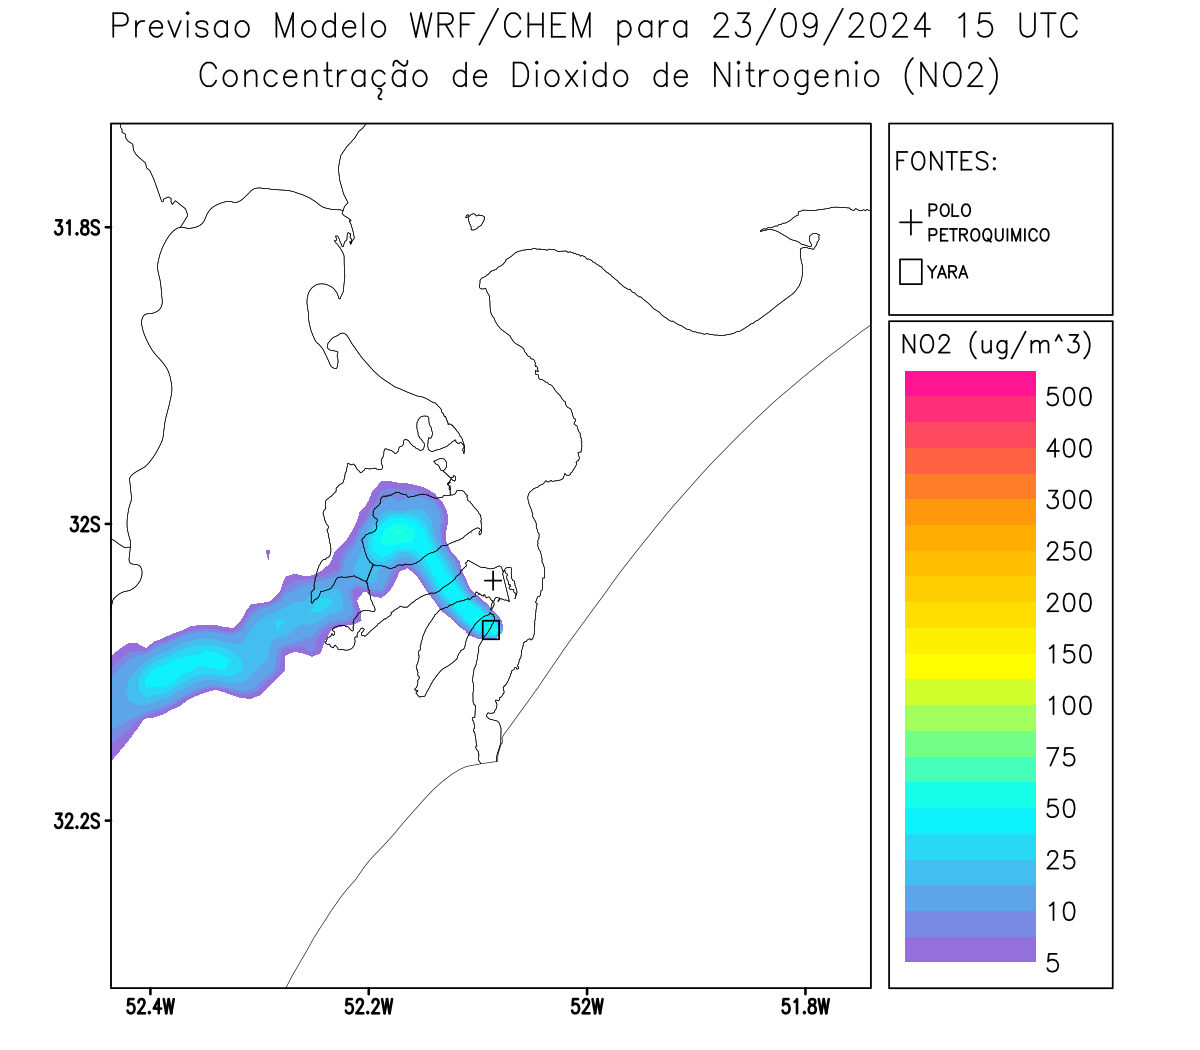 Previsao Modelo WRF/CHEM para 23/09/2024 15 UTC
Concentração de Dioxido de Nitrogenio (NO2)
FONTES:
POLO
PETROQUIMICO
YARA
31.8S
32S
32.2S
52.4W
52.2W
52W
51.8W
NO2 (ug/m^3)
500
400
300
250
200
150
100
75
50
25
10
5